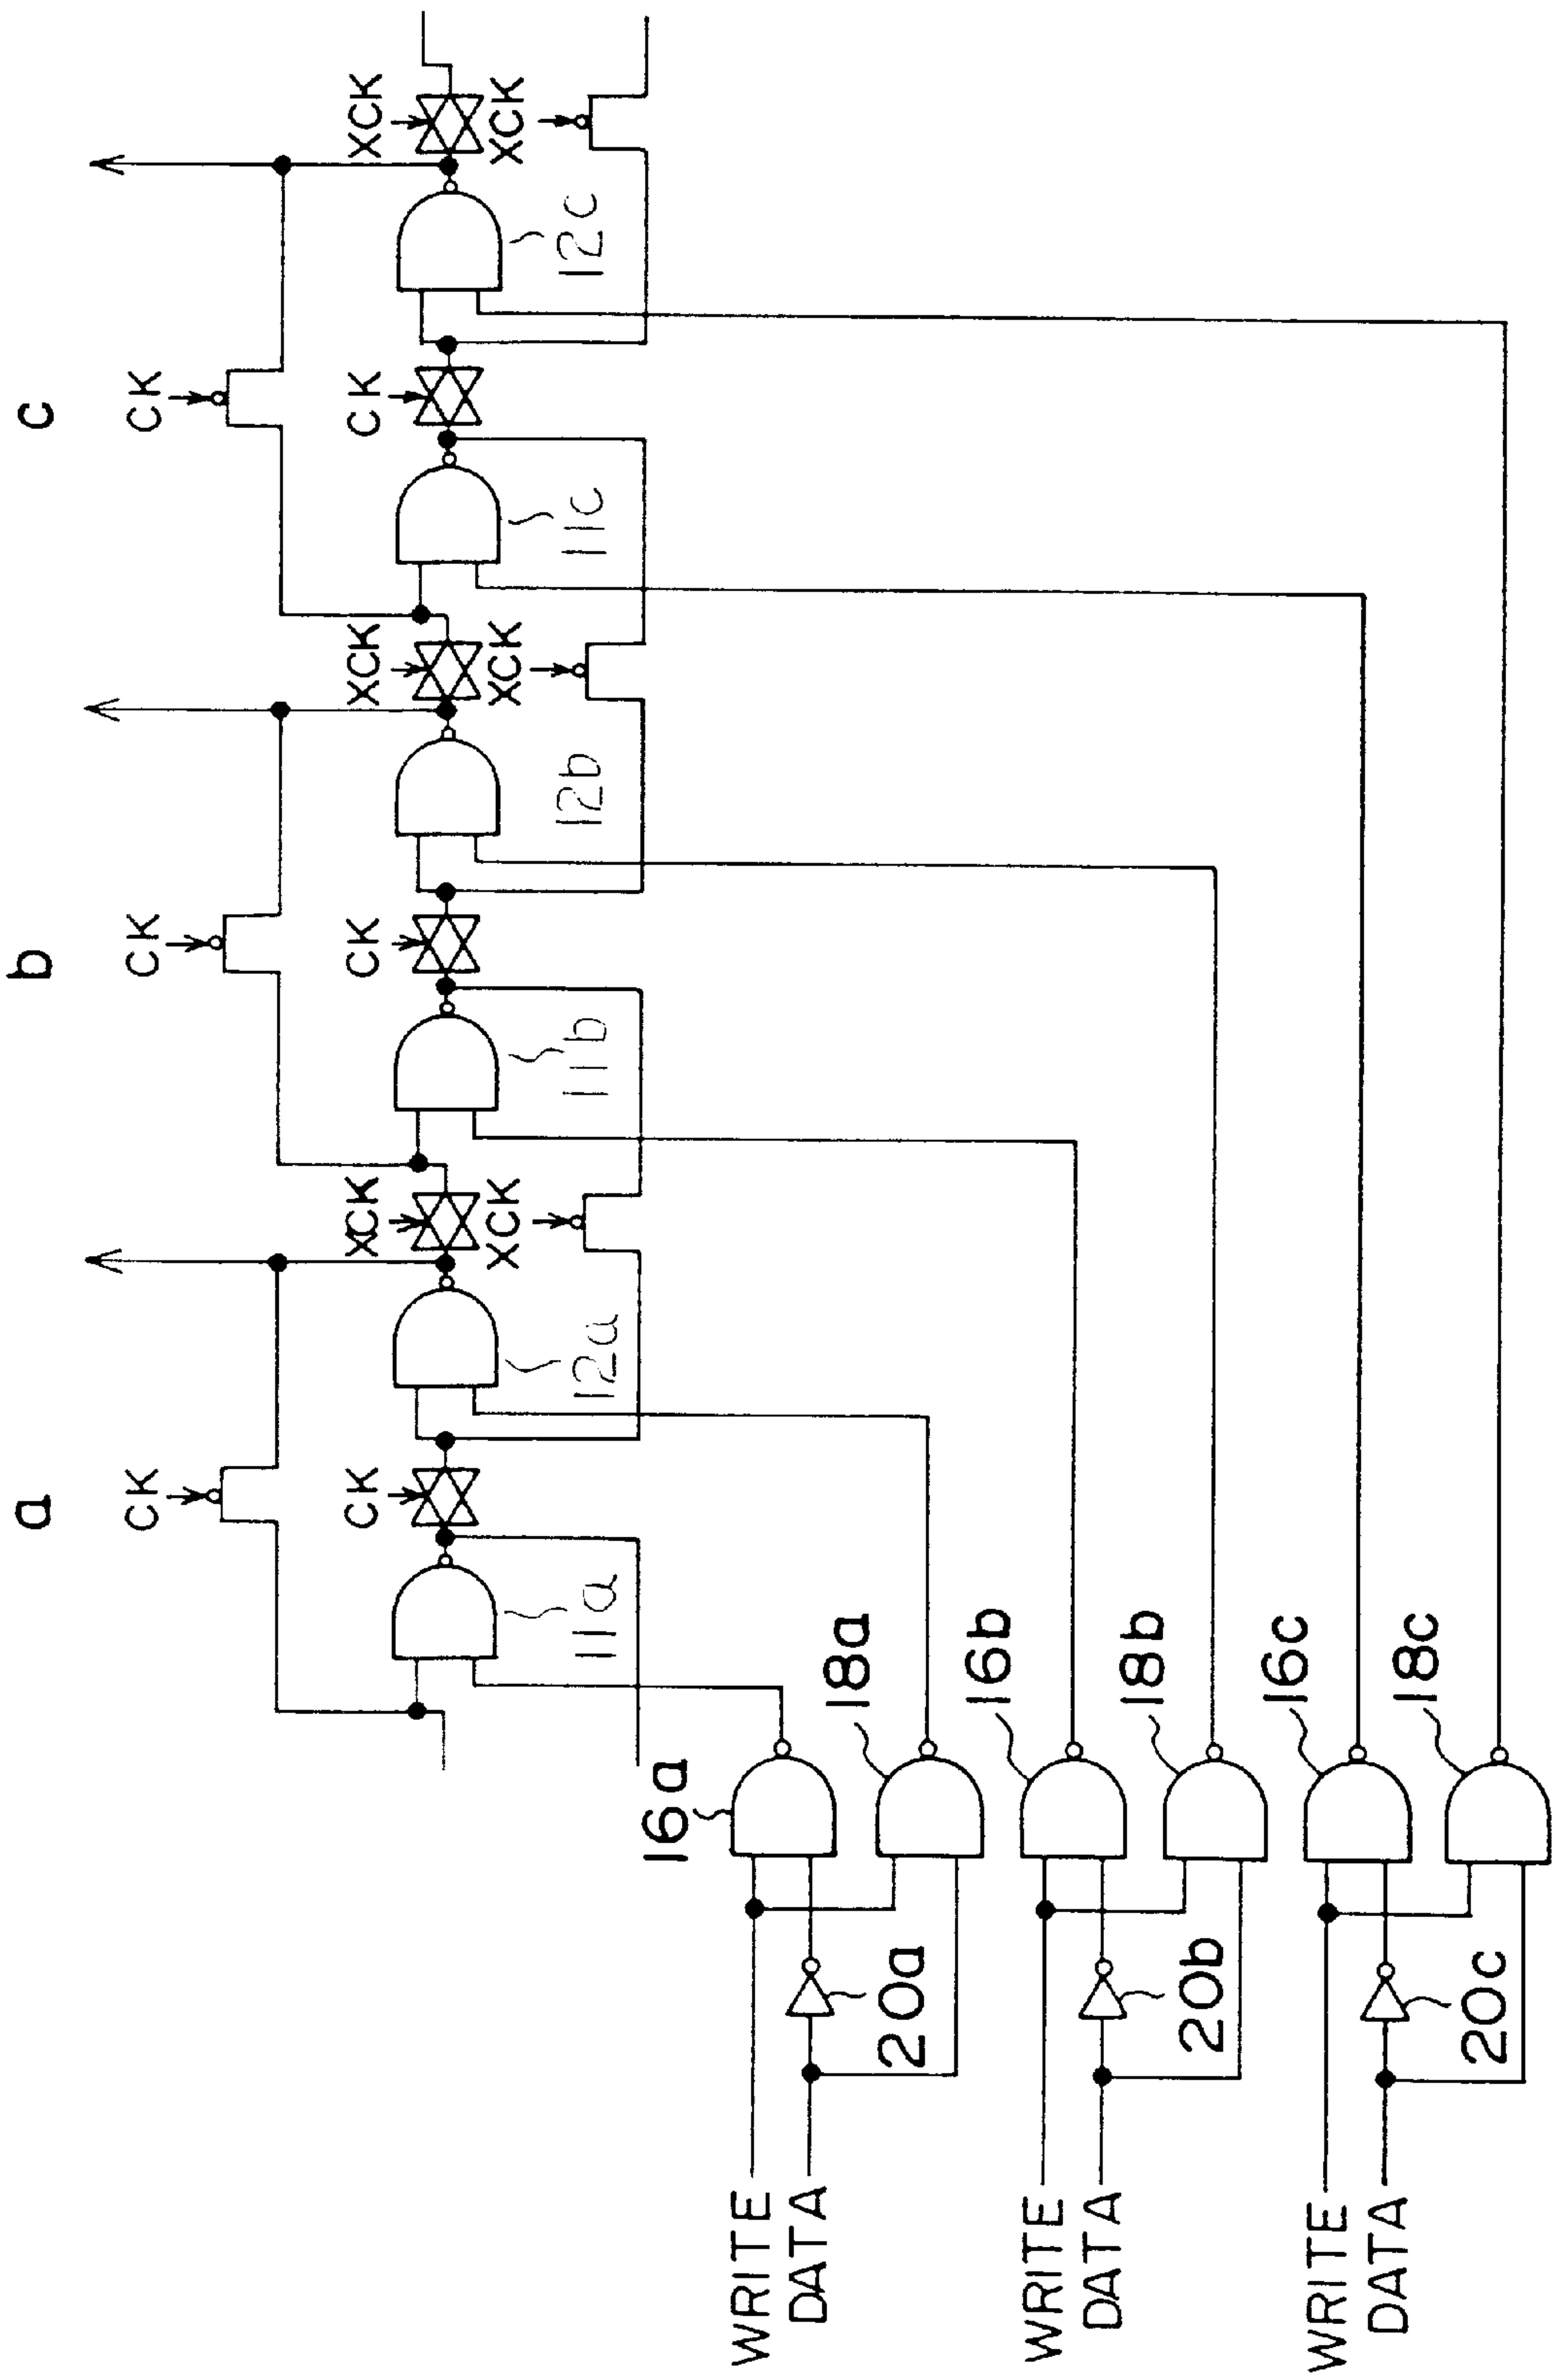 a
b
c
CK
CK
CK
CK
XCK
CK
XCK
CK
XCK
XCK
XCK
XCK
11a
12a
11b
12b
11c
12c
16a
18a
16b
18b
16c
18c
20a
20b
20c
WRITE
DATA
WRITE
DATA
WRITE
DATA